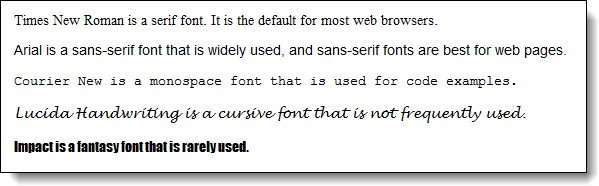 Times New Roman is a serif font. It is the default for most web browsers.
Arial is a sans-serif font that is widely used, and sans-serif fonts are best for web pages.
Courier New is a monospace font that is used for code examples.
Lucida Handwriting is a cursive font that is not frequently used.
Impact is a fantasy font that is rarely used.